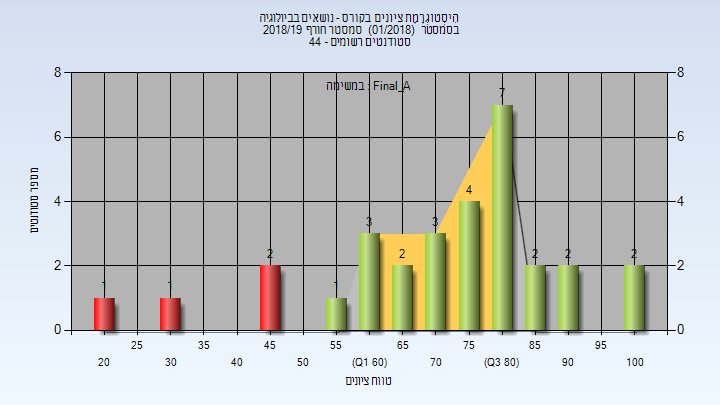 הִיסְטוֹגְרָמַת ציונים בקורס - נושאים בביולוגיה
בסמסטר (01/2018) סמסטר חורף 2018/19
סטודנטים רשומים - 44
במשימה : Final_A
8 8
7
6 6
4 4
4
3 3
2 2 2 2 2
1 1 1
2 2
0 0
25 35 45 55 65 75 85 95
20 30 40 50 (Q1 60) 70 (Q3 80) 90 100
טווח ציונים
מספר סטודנטים